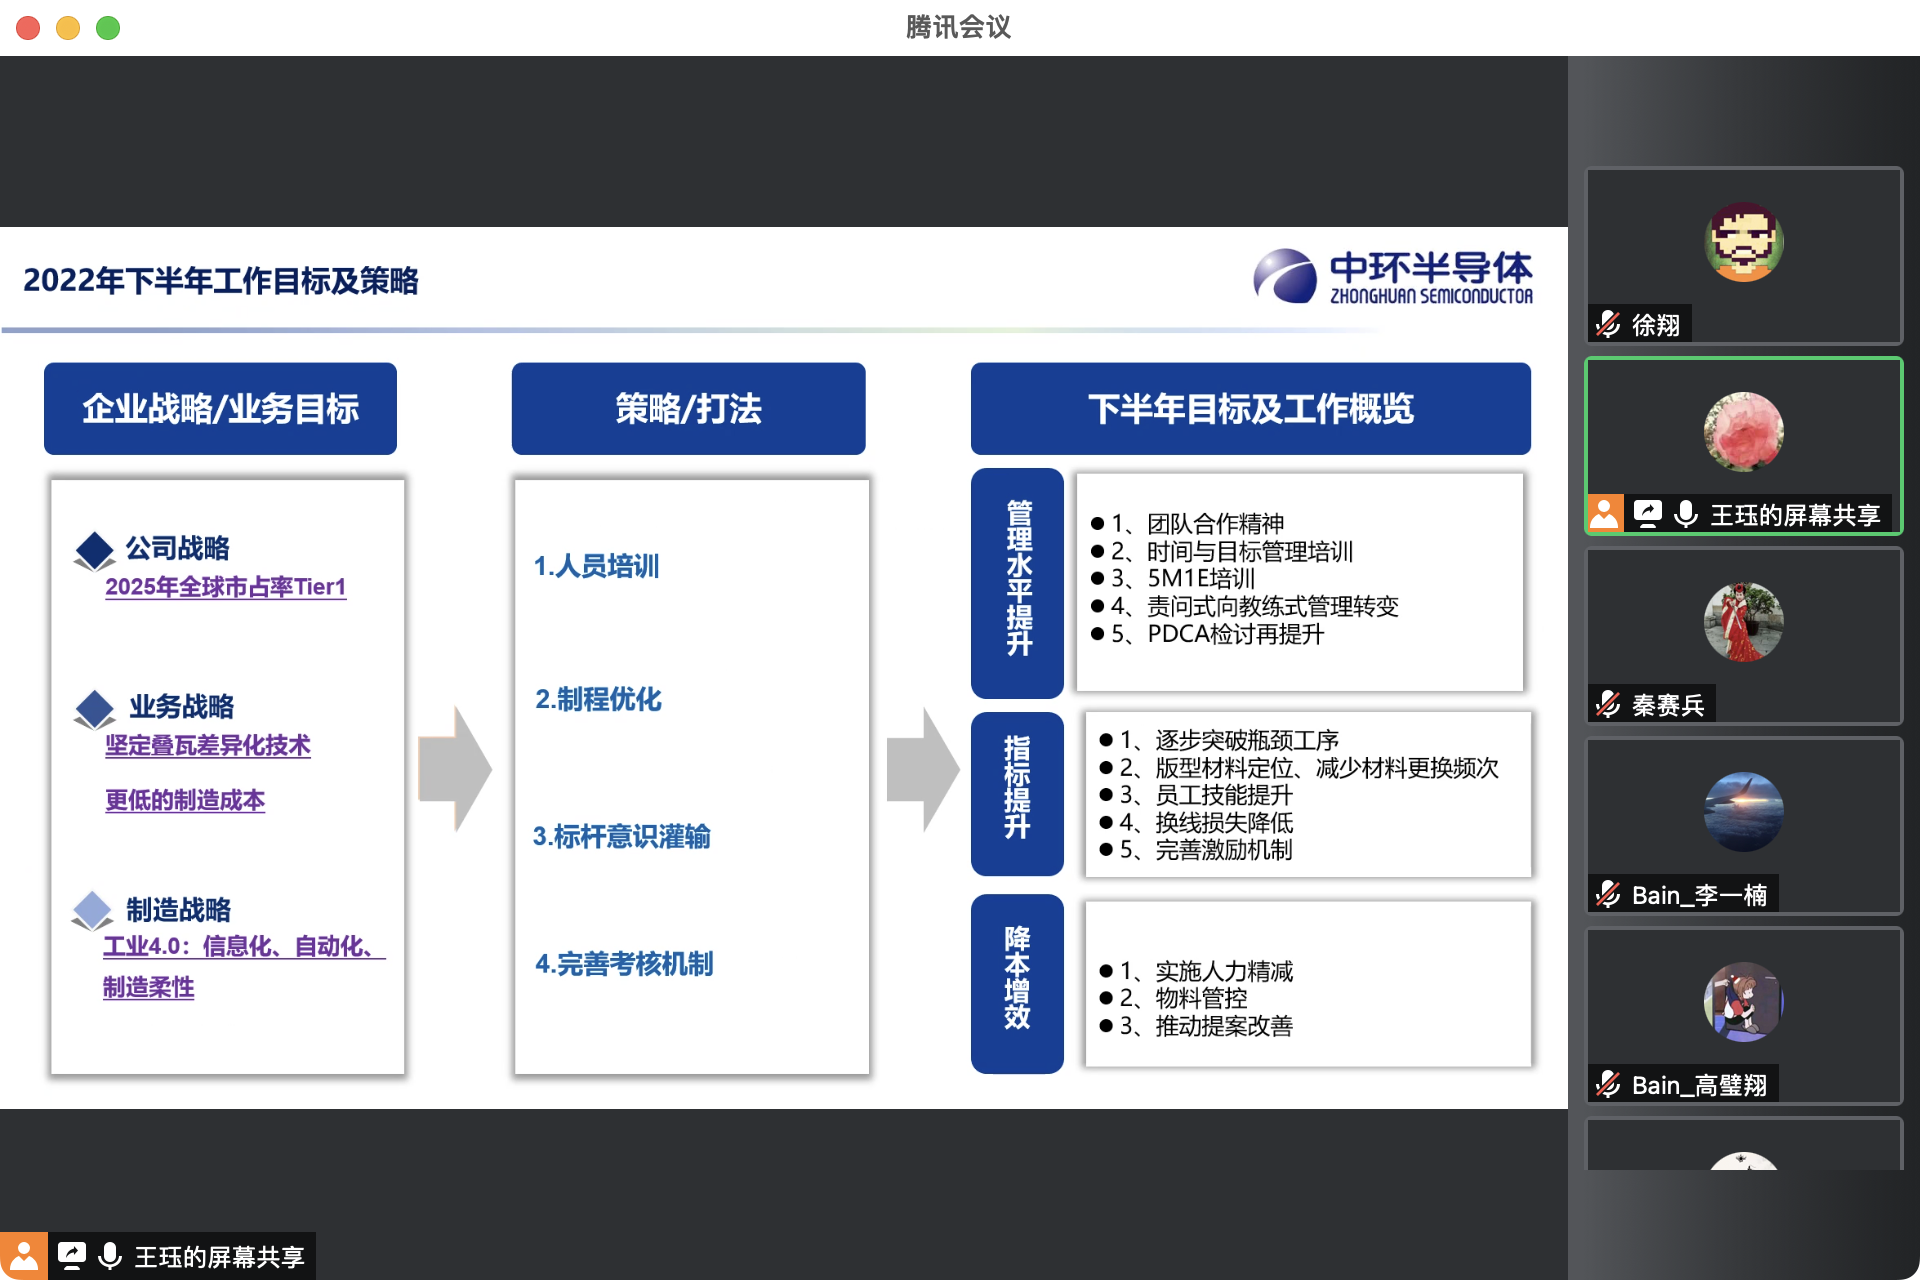 腾讯会议
2022年下半年工作目标及策略
中环半导体
ZHONGHUAN SEMICONDUCTOR
企业战略/业务目标
公司战略
2025年全球市占率Tier1
业务战略
坚定叠瓦差异化技术
更低的制造成本
制造战略
工业4.0：信息化、自动化、
制造柔性
策略/打法
1.人员培训
2.制程优化
3.标杆意识灌输
4.完善考核机制
下半年目标及工作概览
管理水平提升
●1、团队合作精神
●2、时间与目标管理培训
●3、5M1E培训
●4、责问式向教练式管理转变
●5、PDCA检讨再提升
指标提升
●1、逐步突破瓶颈工序
●2、版型材料定位、减少材料更换频次
●3、员工技能提升
●4、换线损失降低
●5、完善激励机制
降本增效
●1、实施人力精减
●2、物料管控
●3、推动提案改善
徐翔
王珏的屏幕共享
秦赛兵
Bain_李一楠
Bain_高璧翔
王珏的屏幕共享